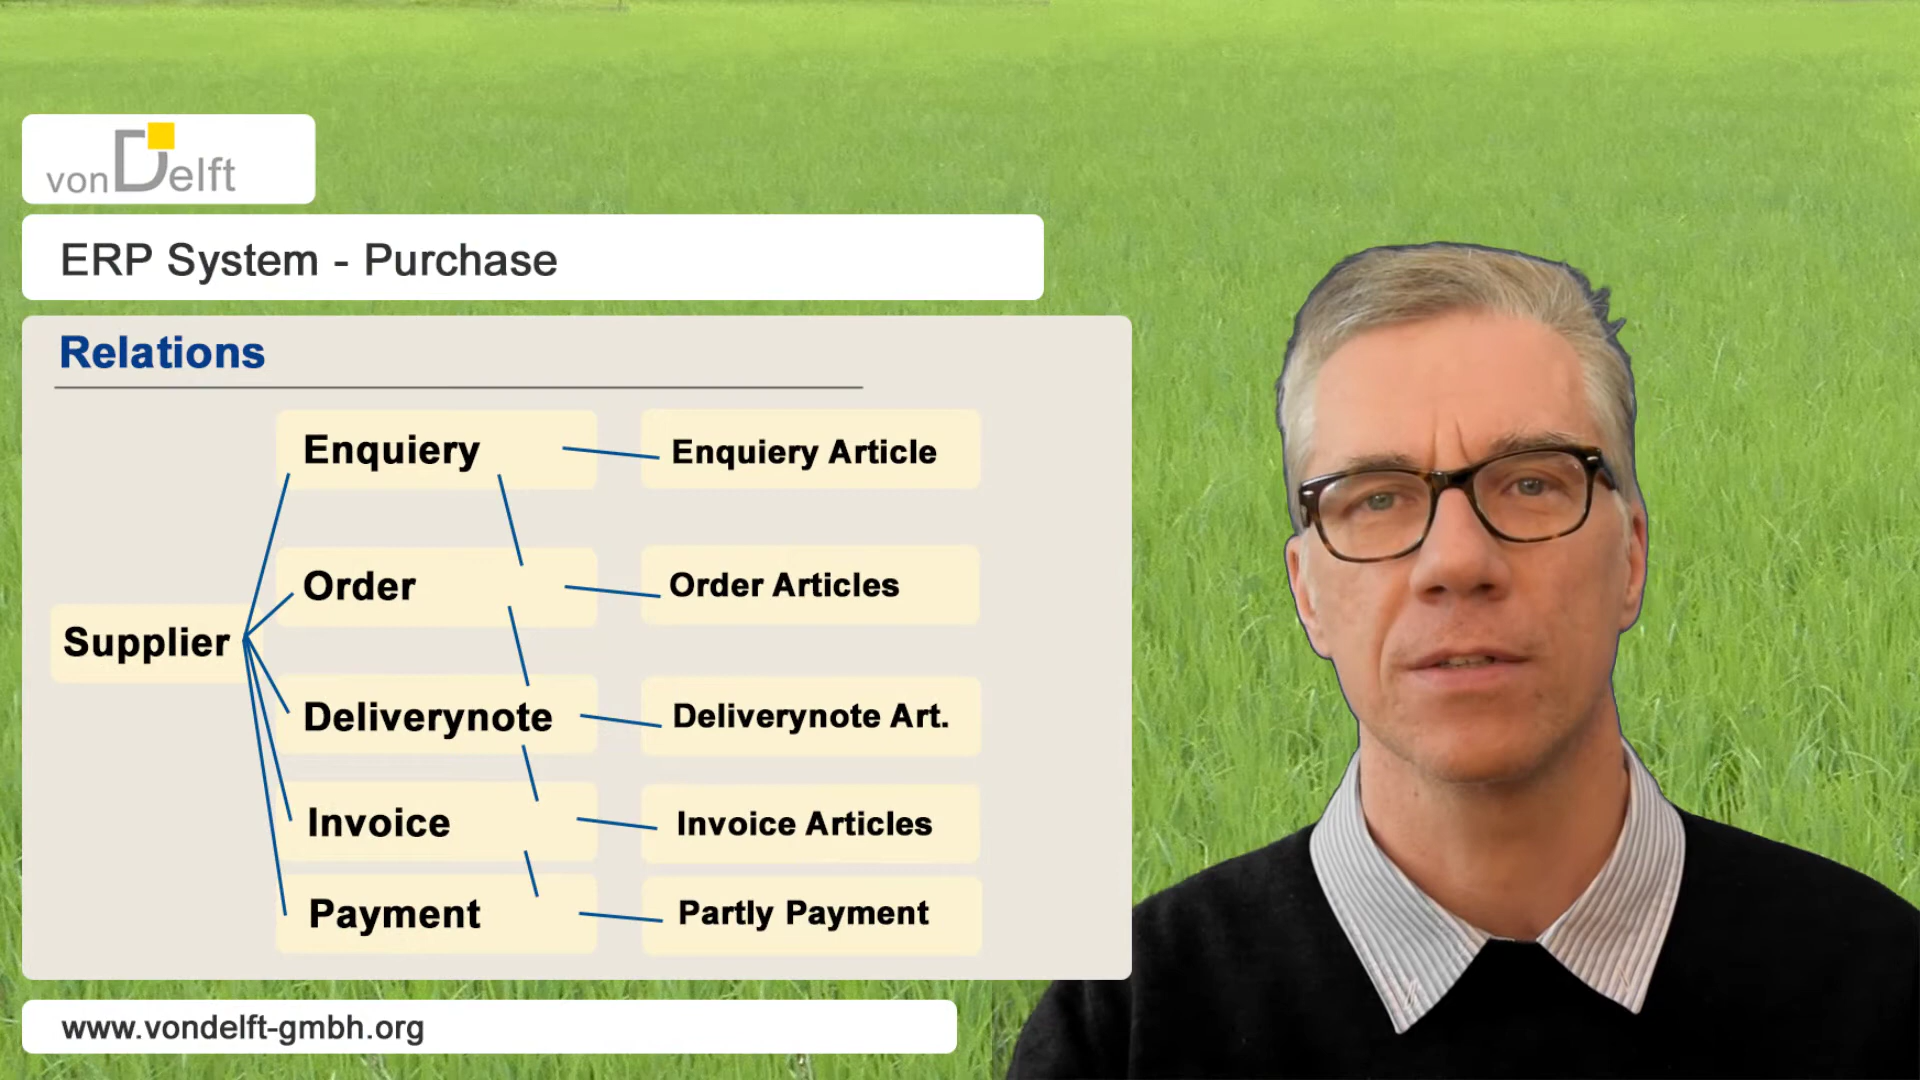 vonDelft
ERP System - Purchase
Relations
Enquiery
Enquiery Article
Order
Order Articles
Supplier
Deliverynote
Deliverynote Art.
Invoice
Invoice Articles
Payment
Partly Payment
www.vondelft-gmbh.org